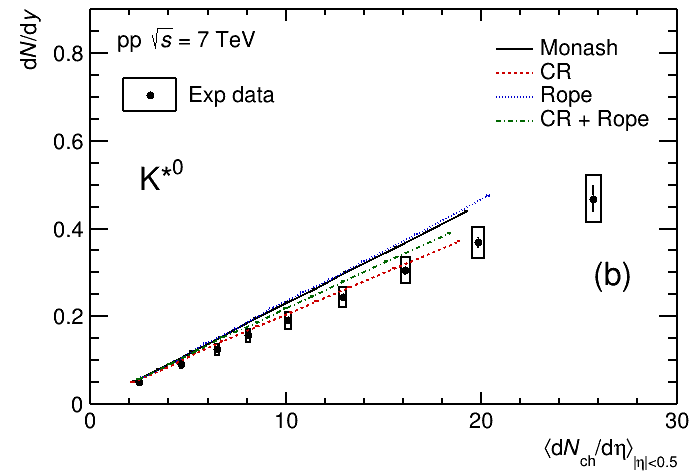 dN/dy
0.8
0.6
0.4
0.2
0
pp √s = 7 TeV
Exp data
K*⁰
Monash
CR
Rope
CR + Rope
(b)
0 10 20 30
⟨dN_ch/dη⟩_|η|<0.5